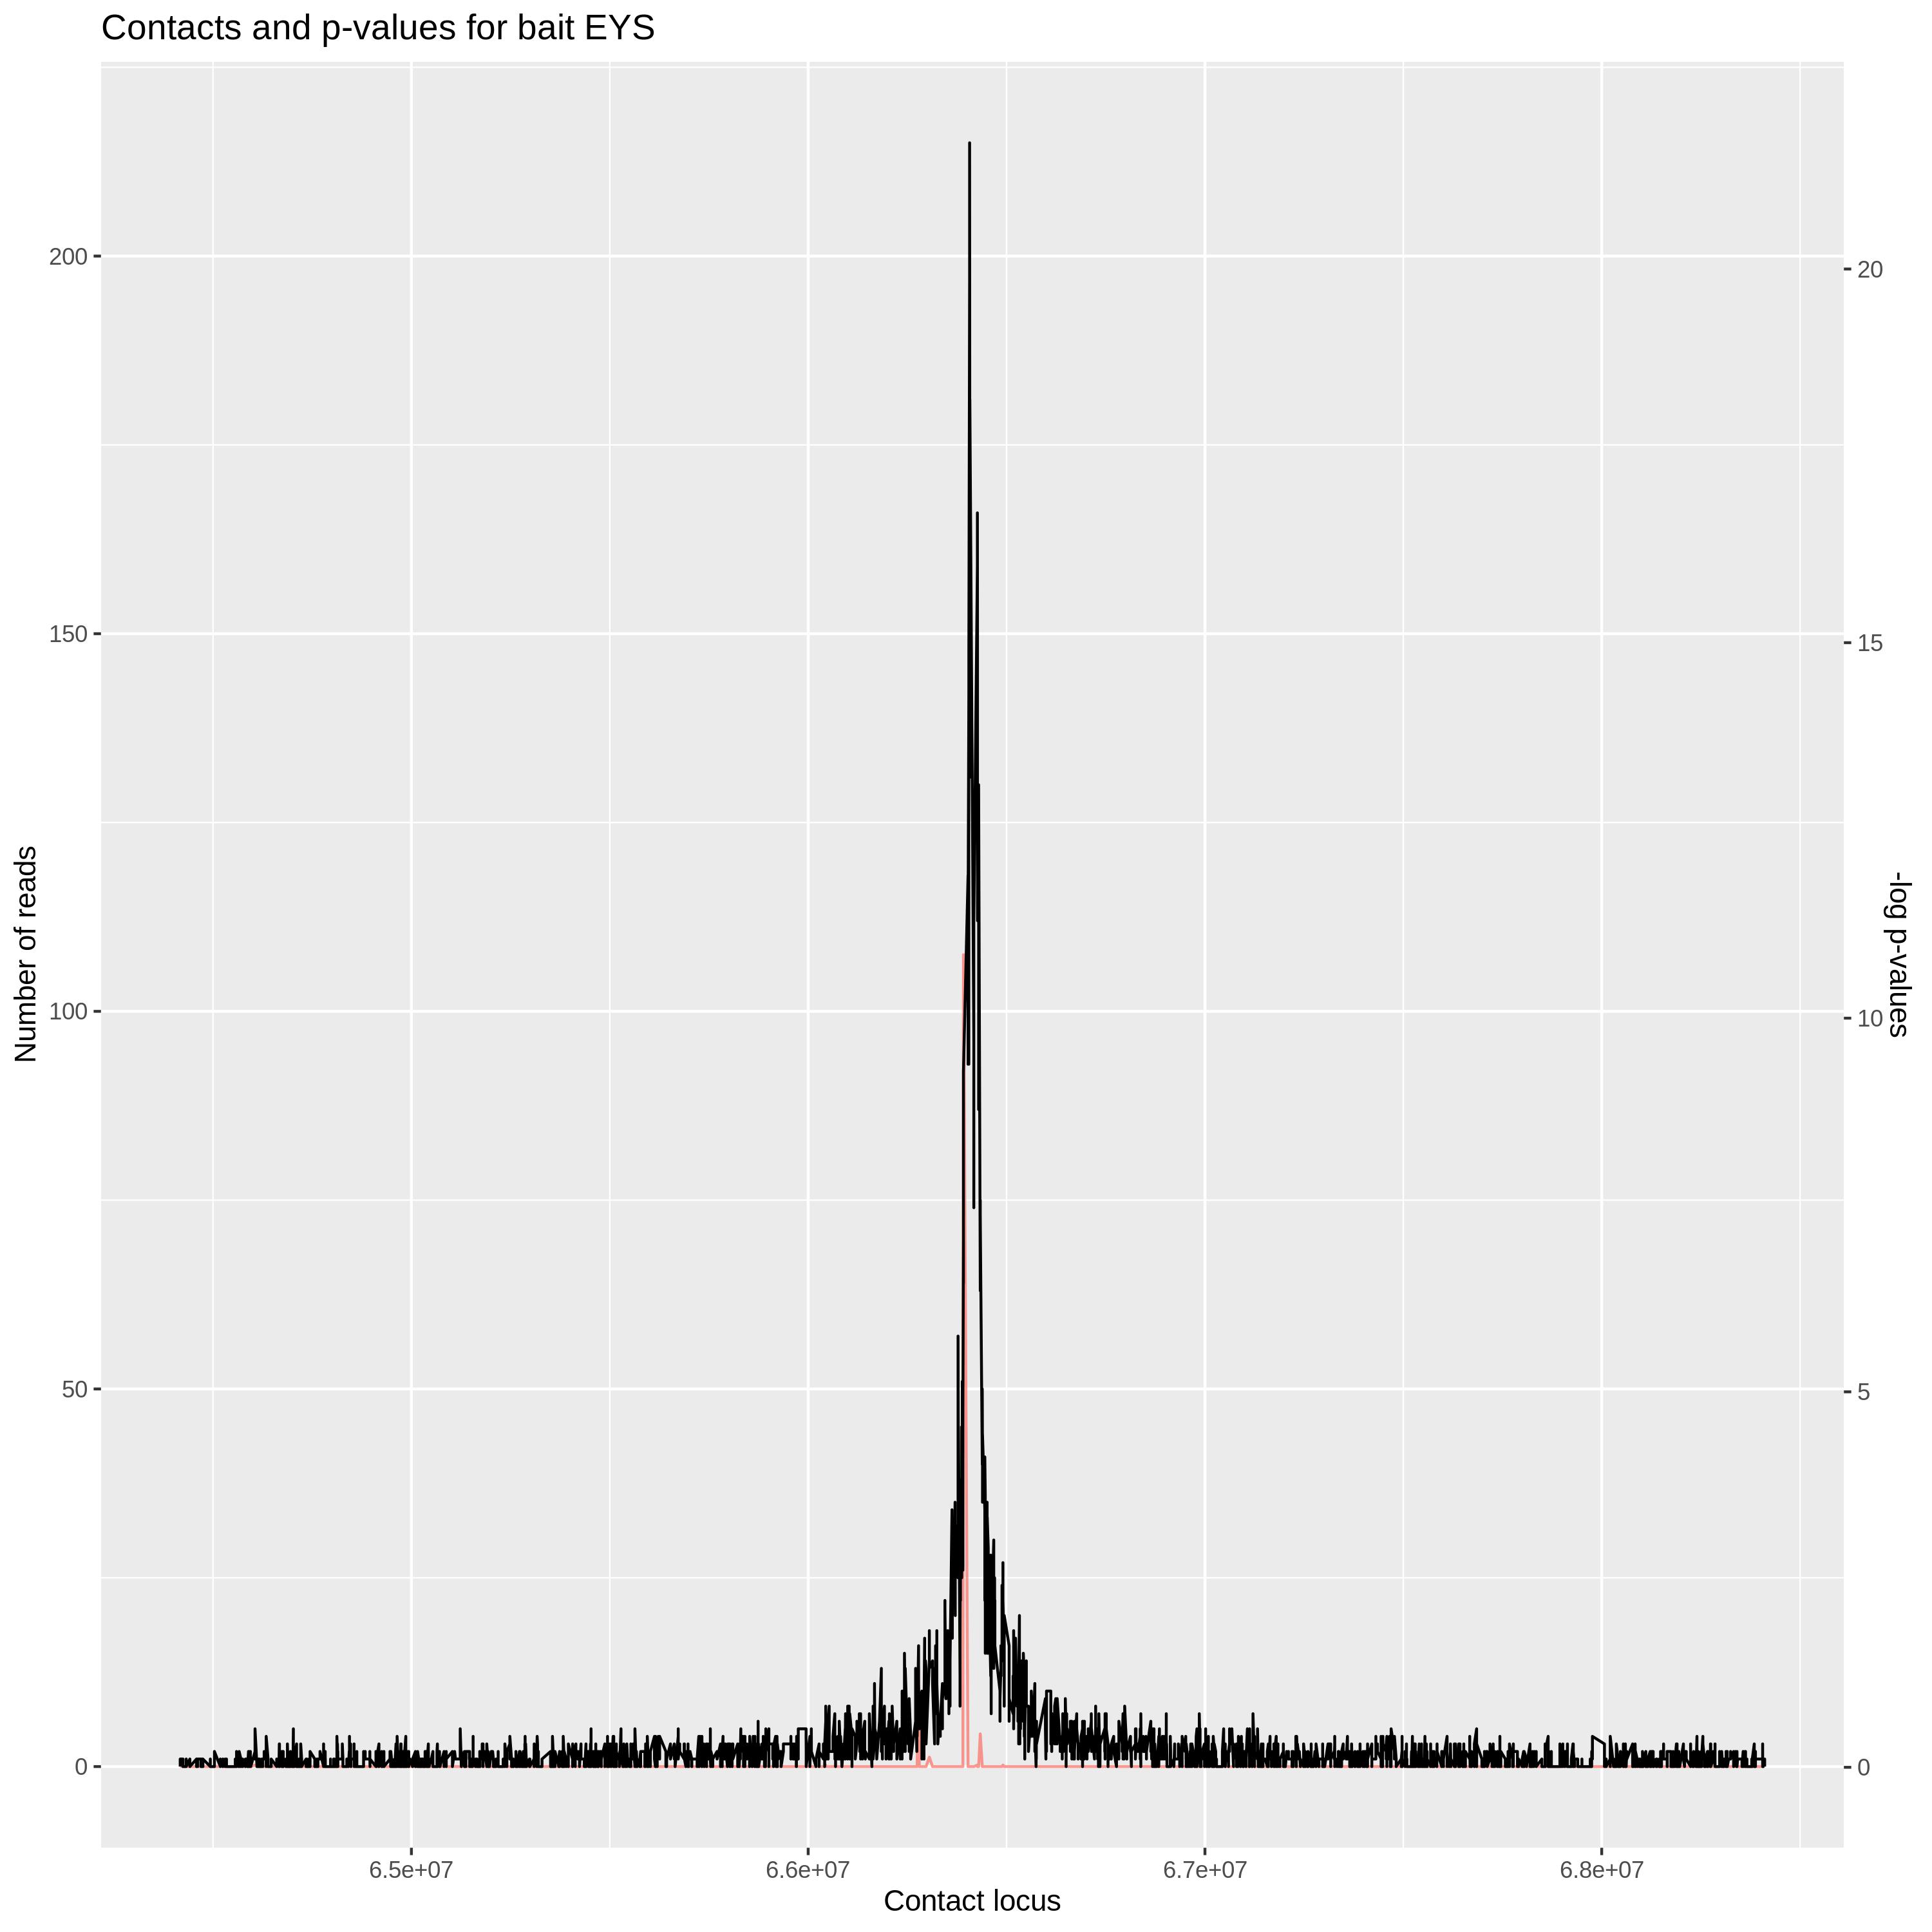 Contacts and p-values for bait EYS
Number of reads
200
150
100
50
0
20
15
10
5
0
-log p-values
6.5e+07
6.6e+07
6.7e+07
6.8e+07
Contact locus